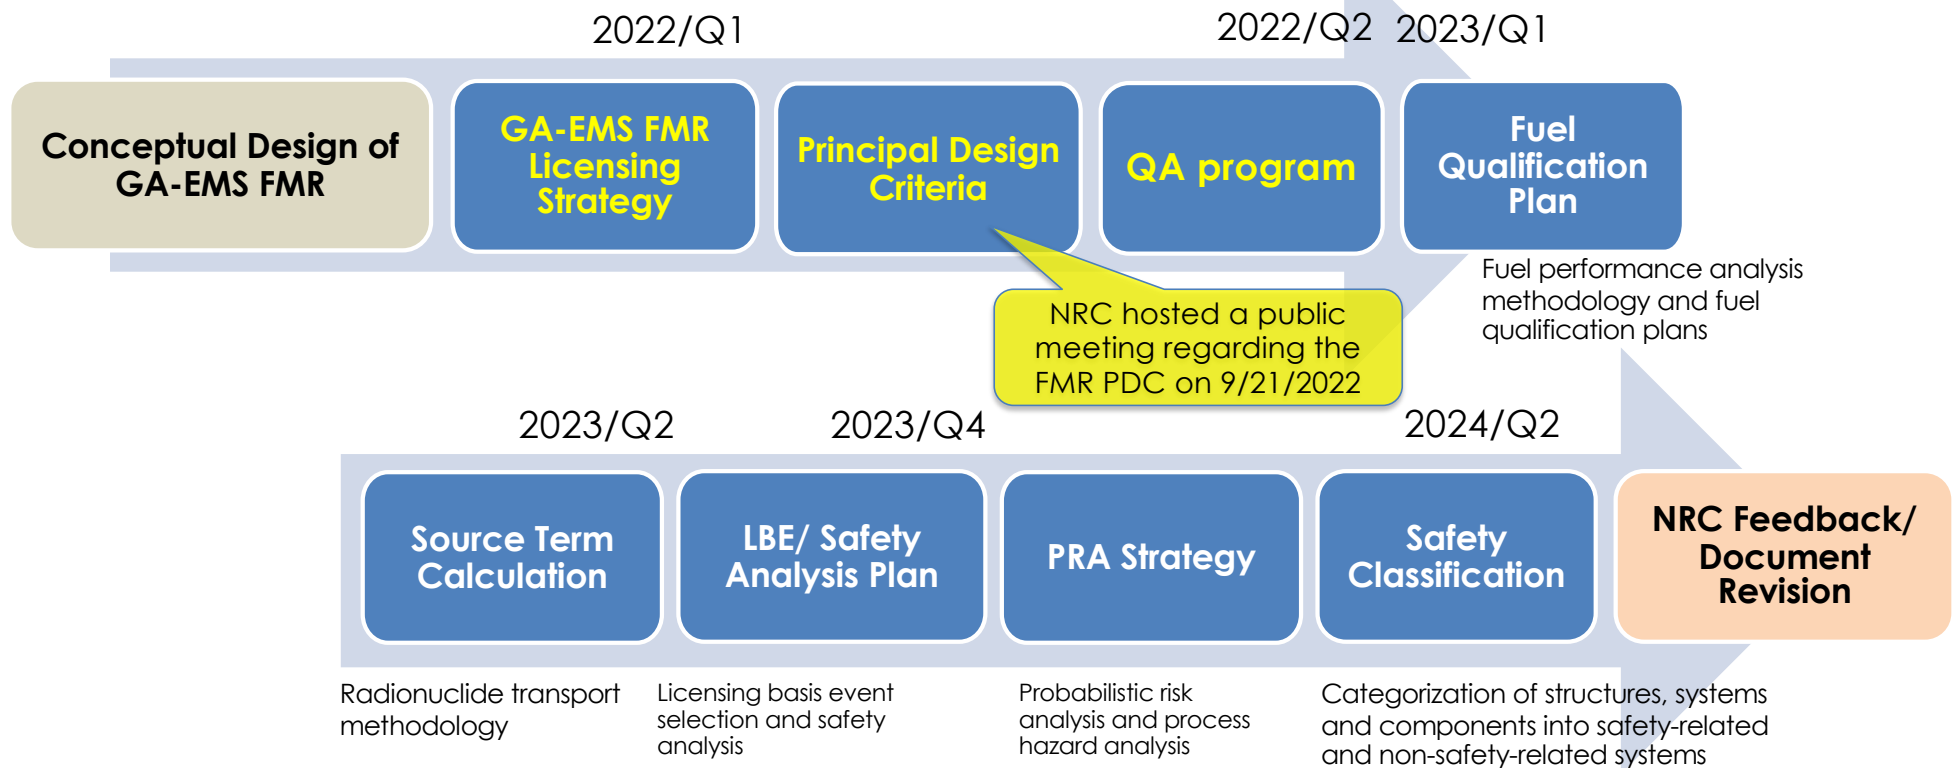 2022/Q1
2022/Q2
2023/Q1
Conceptual Design of
GA-EMS FMR
GA-EMS FMR
Licensing
Strategy
Principal Design
Criteria
QA program
Fuel
Qualification
Plan
NRC hosted a public
meeting regarding the
FMR PDC on 9/21/2022
Fuel performance analysis
methodology and fuel
qualification plans
2023/Q2
2023/Q4
2024/Q2
Source Term
Calculation
LBE/ Safety
Analysis Plan
PRA Strategy
Safety
Classification
NRC Feedback/
Document
Revision
Radionuclide transport
methodology
Licensing basis event
selection and safety
analysis
Probabilistic risk
analysis and process
hazard analysis
Categorization of structures, systems
and components into safety-related
and non-safety-related systems